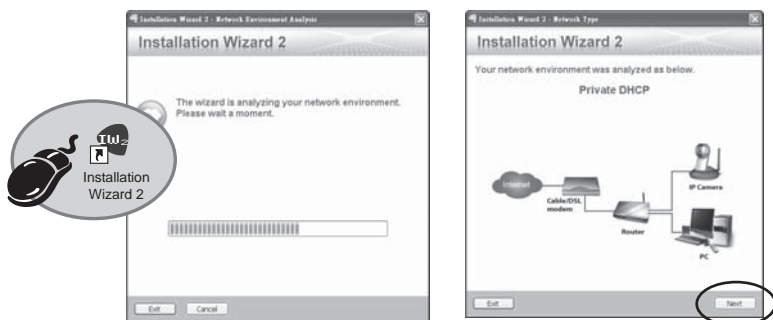 Installation Wizard 2 - Network Environment Analysis
Installation Wizard 2
The wizard is analyzing your network environment.
Please wait a moment.
IW2
Installation
Wizard 2
Exit
Cancel
Installation Wizard 2 - Network Type
Installation Wizard 2
Your network environment was analyzed as below.
Private DHCP
Internet
Cable/DSL
modem
Router
IP Camera
PC
Exit
Next